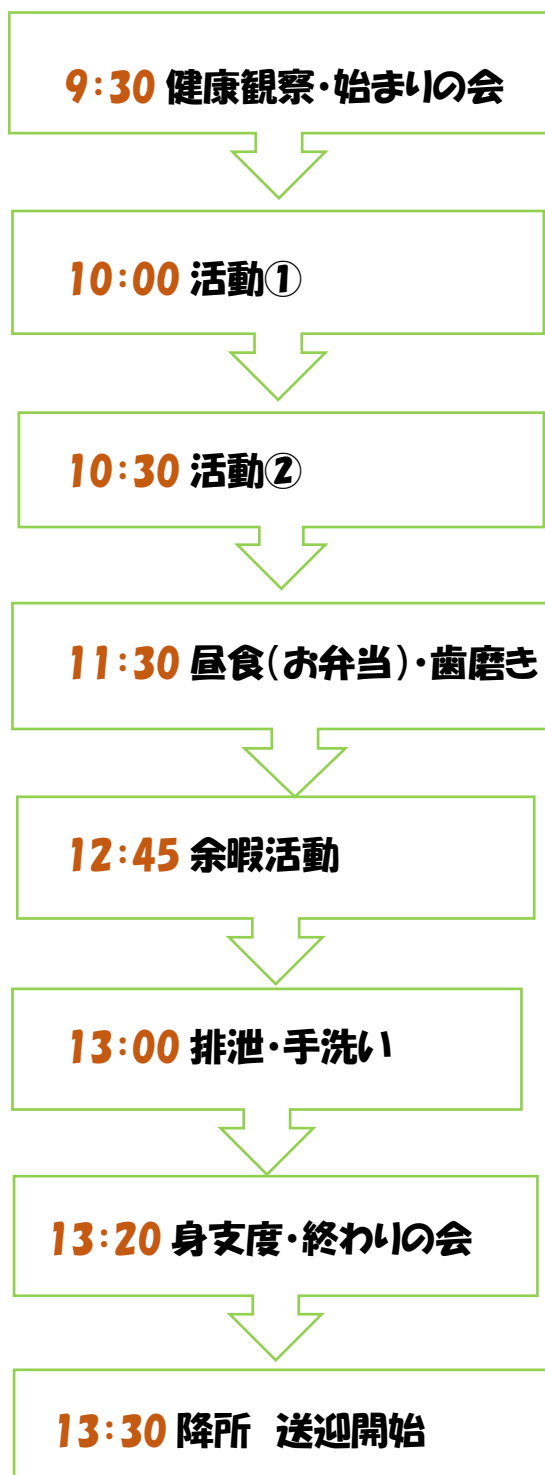 9:30 健康観察・始まりの会
10:00 活動①
10:30 活動②
11:30 昼食(お弁当)・歯磨き
12:45 余暇活動
13:00 排泄・手洗い
13:20 身支度・終わりの会
13:30 降所　送迎開始